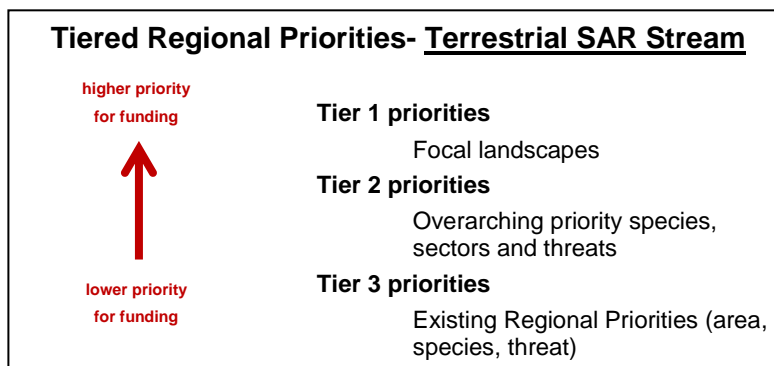 Tiered Regional Priorities- Terrestrial SAR Stream
higher priority
for funding
Tier 1 priorities
Focal landscapes
Tier 2 priorities
Overarching priority species,
sectors and threats
Tier 3 priorities
lower priority
for funding
Existing Regional Priorities (area,
species, threat)